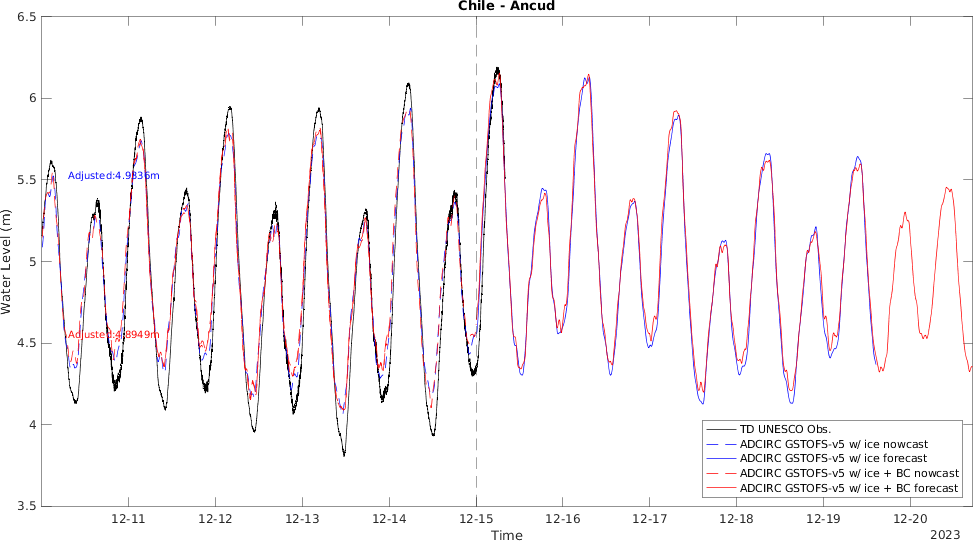 Chile - Ancud
6.5
6
5.5
5
4.5
4
3.5
Water Level (m)
Adjusted:4.9836m
Adjusted:4.8949m
TD UNESCO Obs.
ADCIRC GSTOFS-v5 w/ ice nowcast
ADCIRC GSTOFS-v5 w/ ice forecast
ADCIRC GSTOFS-v5 w/ ice + BC nowcast
ADCIRC GSTOFS-v5 w/ ice + BC forecast
12-11 12-12 12-13 12-14 12-15 12-16 12-17 12-18 12-19 12-20
Time
2023